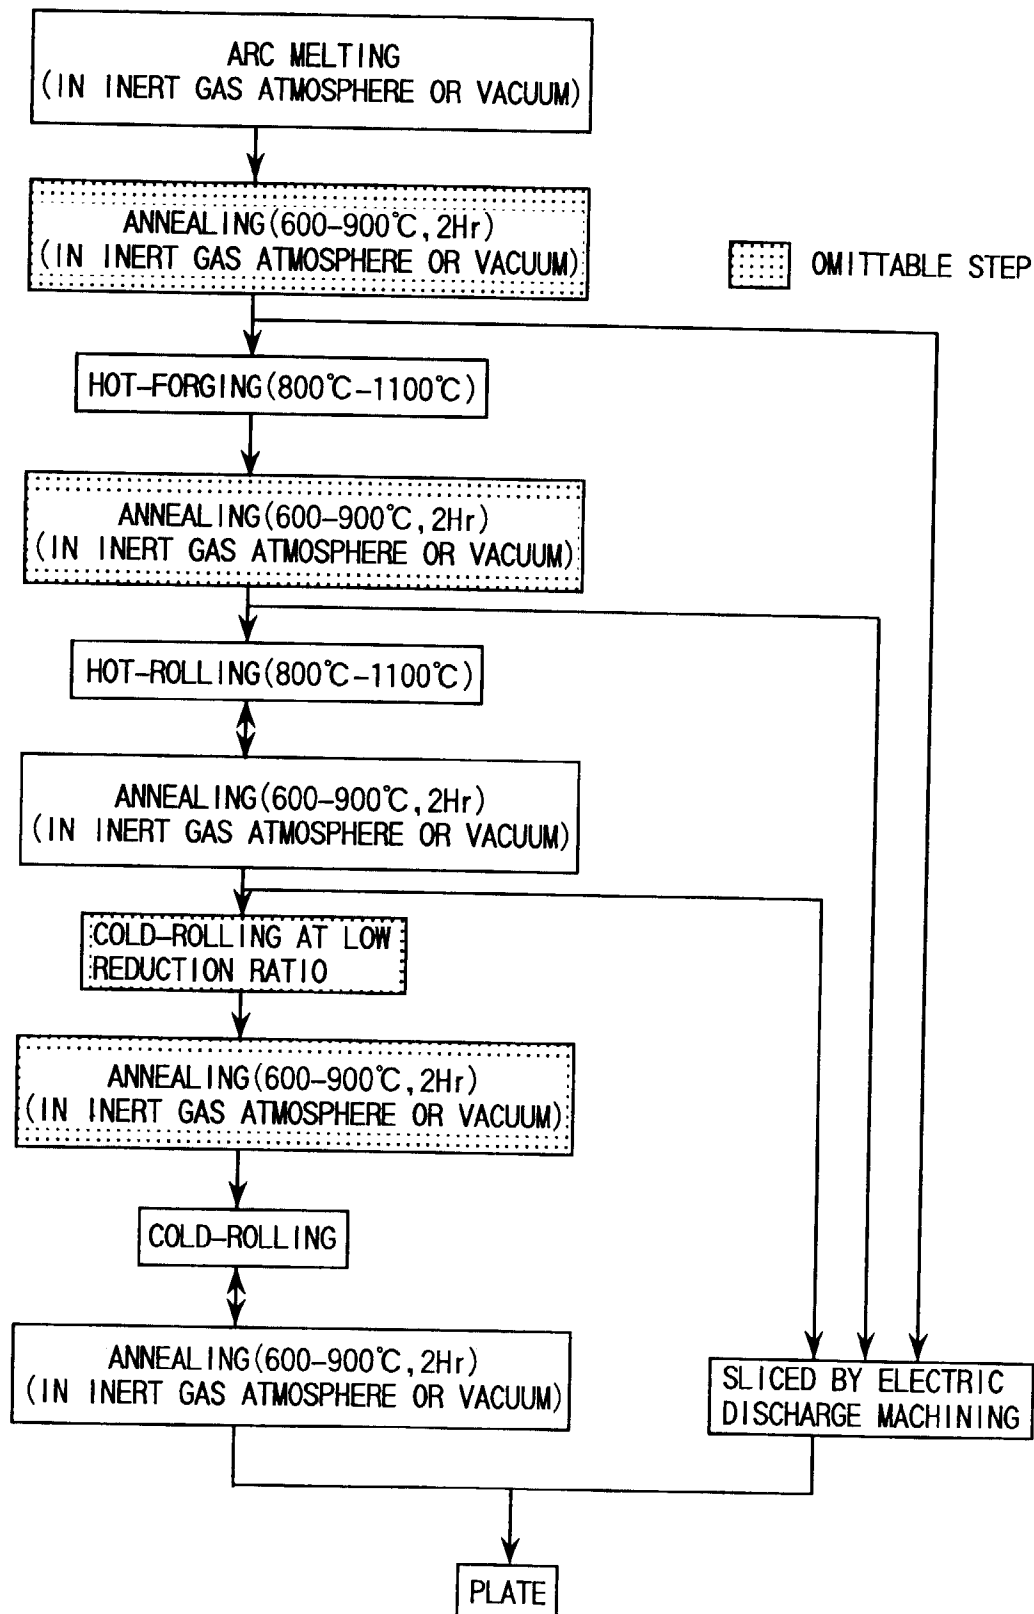 ARC MELTING
(IN INERT GAS ATMOSPHERE OR VACUUM)
ANNEALING(600-900℃, 2Hr)
(IN INERT GAS ATMOSPHERE OR VACUUM)
OMITTABLE STEP
HOT-FORGING(800℃-1100℃)
ANNEALING(600-900℃, 2Hr)
(IN INERT GAS ATMOSPHERE OR VACUUM)
HOT-ROLLING(800℃-1100℃)
ANNEALING(600-900℃, 2Hr)
(IN INERT GAS ATMOSPHERE OR VACUUM)
COLD-ROLLING AT LOW
REDUCTION RATIO
ANNEALING(600-900℃, 2Hr)
(IN INERT GAS ATMOSPHERE OR VACUUM)
COLD-ROLLING
ANNEALING(600-900℃, 2Hr)
(IN INERT GAS ATMOSPHERE OR VACUUM)
SLICED BY ELECTRIC
DISCHARGE MACHINING
PLATE